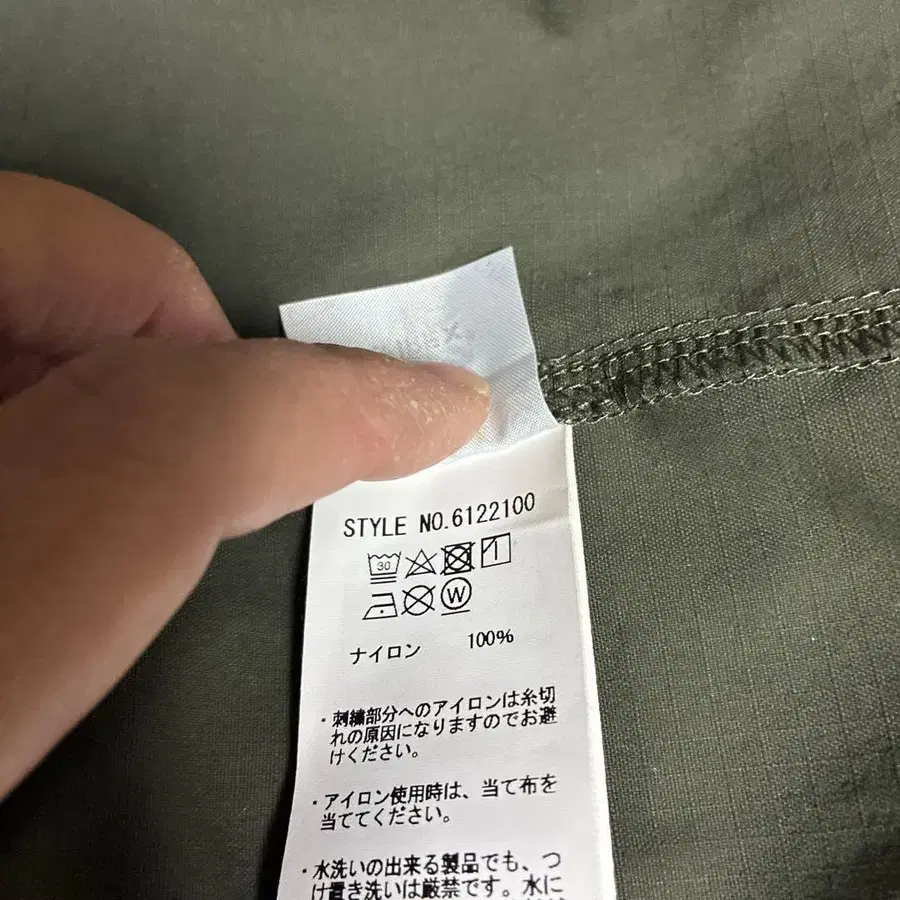 STYLE NO.6122100
30
W
ナイロン 100%
・刺繍部分へのアイロンは糸切
れの原因になりますのでお避
けください。
・アイロン使用時は、当て布を
当ててください。
・水洗いの出来る製品でも、つ
け置き洗いは厳禁です。水に